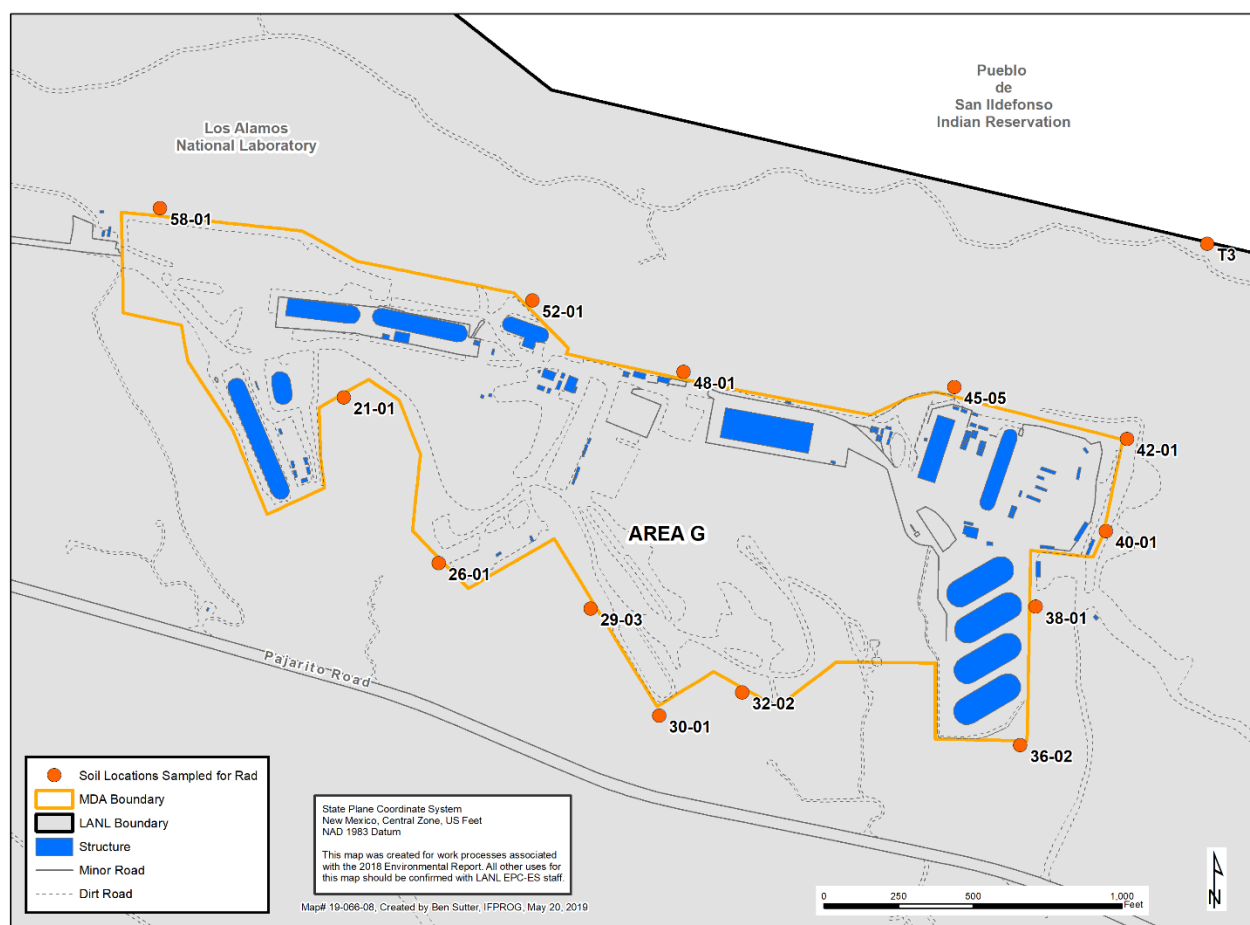 Pueblo
de
San Ildefonso
Indian Reservation
Los Alamos
National Laboratory
58-01
T3
52-01
48-01
45-05
21-01
42-01
AREA G
40-01
26-01
29-03
38-01
Pajarito Road
32-02
30-01
36-02
Soil Locations Sampled for Rad
MDA Boundary
LANL Boundary
Structure
Minor Road
Dirt Road
State Plane Coordinate System
New Mexico, Central Zone, US Feet
NAD 1983 Datum
This map was created for work processes associated
with the 2018 Environmental Report. All other uses for
this map should be confirmed with LANL EPC-ES staff.
Map# 19-066-08, Created by Ben Sutter, IFPROG, May 20, 2019
0 250 500 1,000
Feet
N